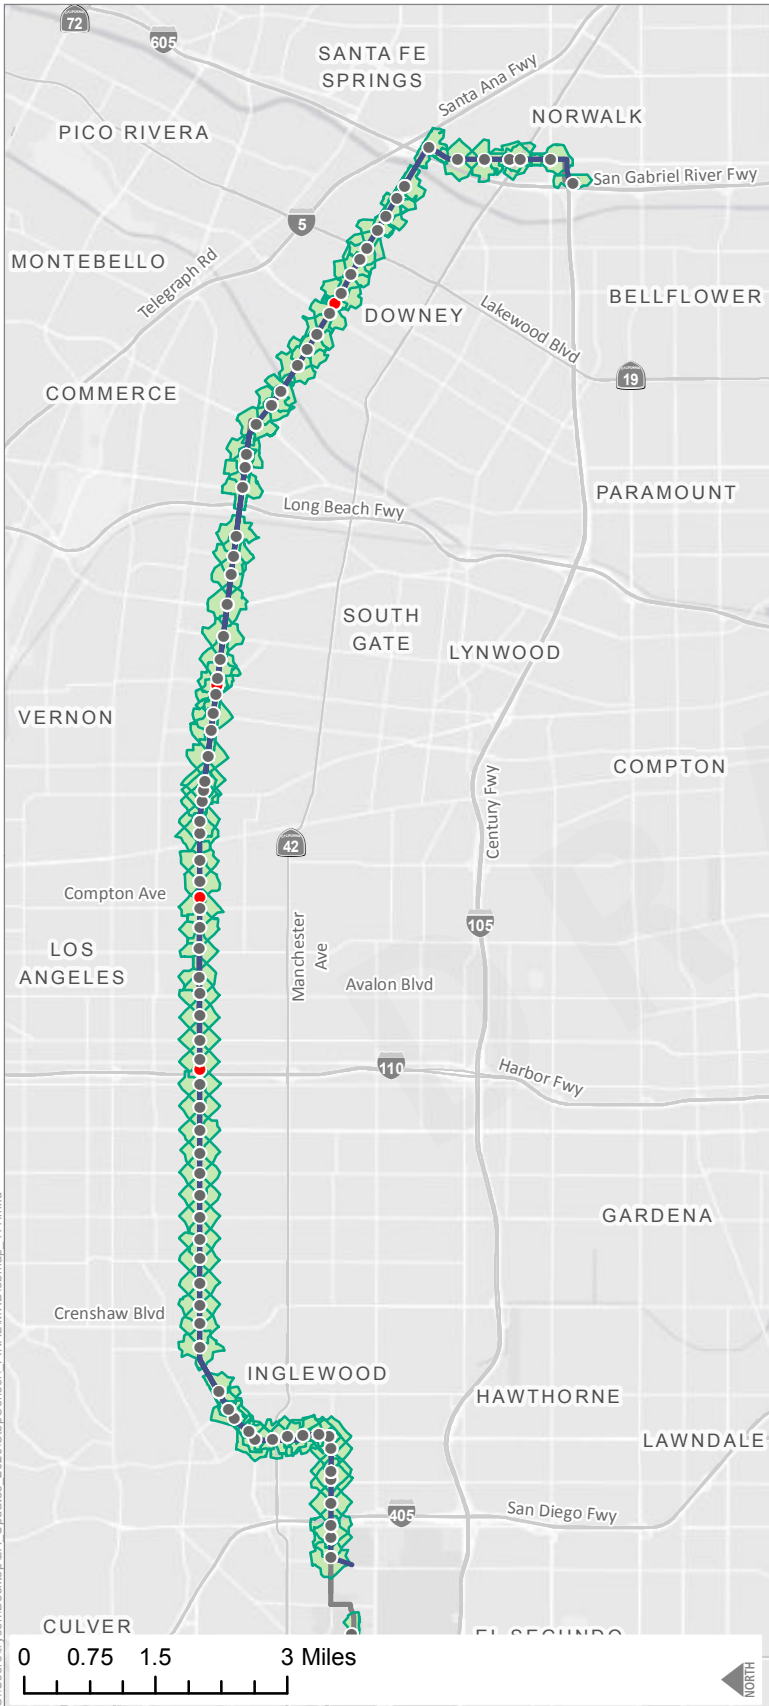 72
605
SANTA FE
SPRINGS
Santa Ana Fwy
NORWALK
PICO RIVERA
San Gabriel River Fwy
5
MONTEBELLO
Telegraph Rd
BELLFLOWER
DOWNEY
Lakewood Blvd
19
COMMERCE
PARAMOUNT
Long Beach Fwy
SOUTH
GATE
LYNWOOD
VERNON
COMPTON
Century Fwy
42
Compton Ave
105
LOS
ANGELES
Manchester
Ave
Avalon Blvd
110
Harbor Fwy
GARDENA
Crenshaw Blvd
INGLEWOOD
HAWTHORNE
LAWNDALE
405
San Diego Fwy
CULVER
EL SEGUNDO
0 0.75 1.5 3 Miles
NORTH